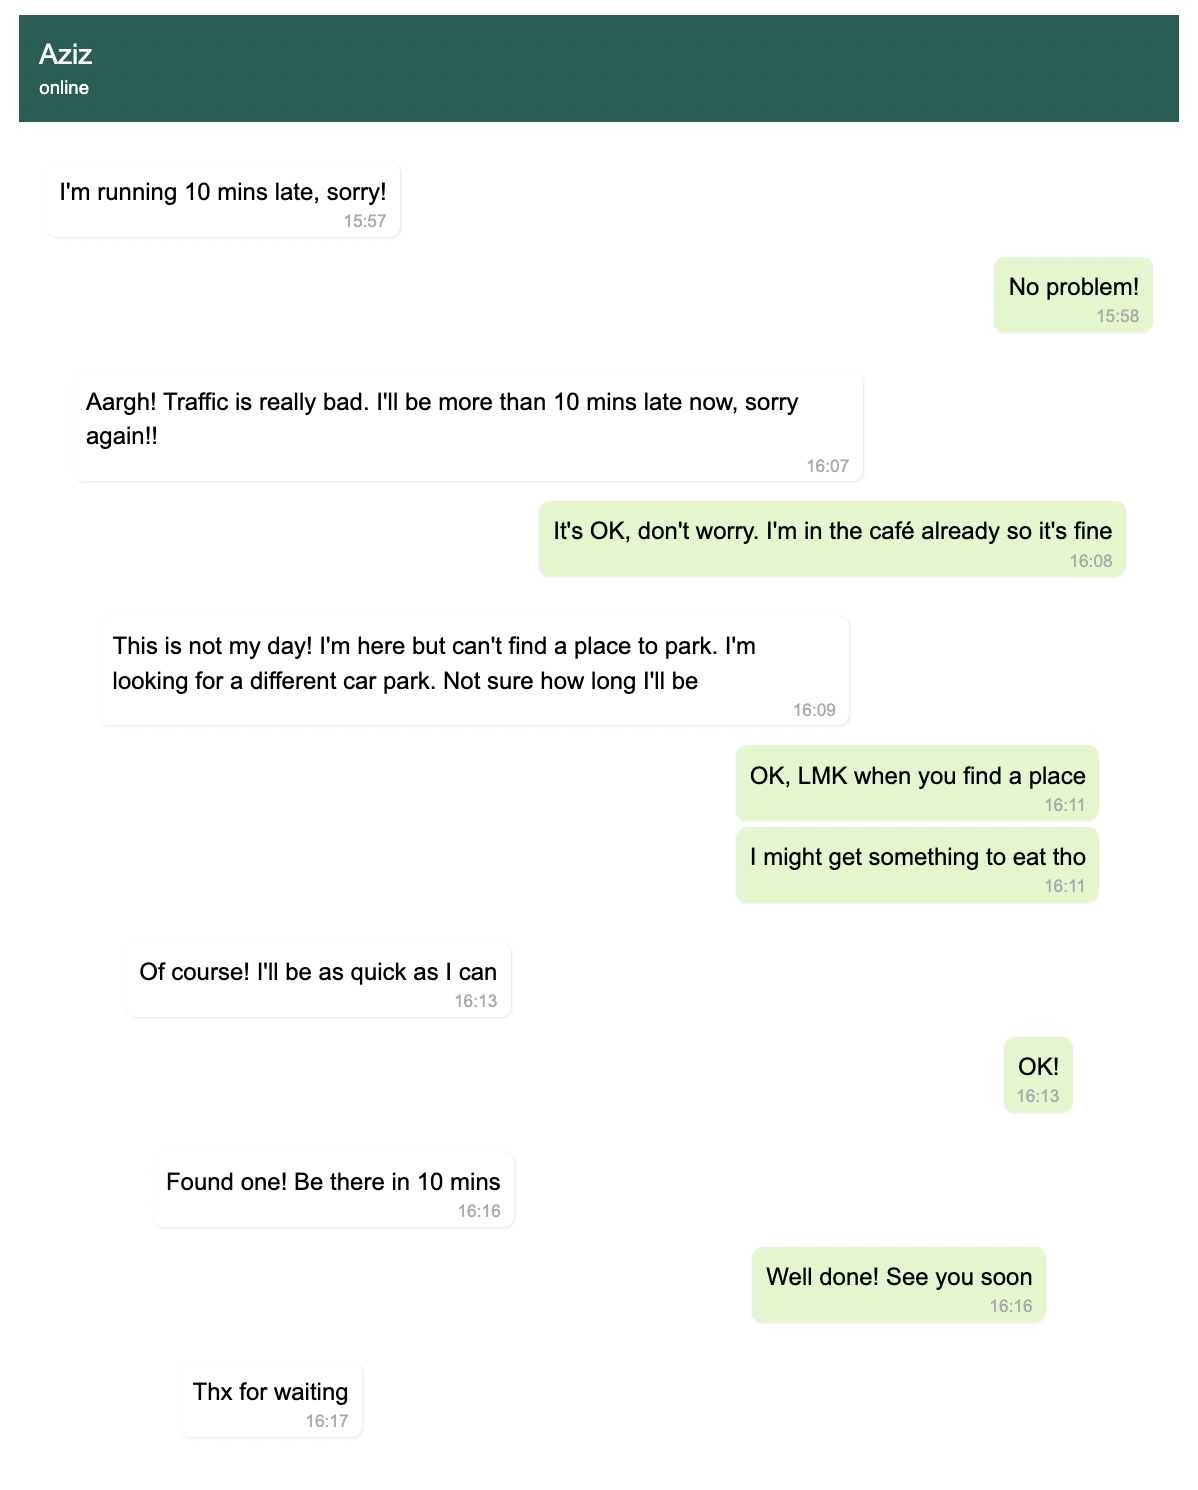 Aziz
online
I'm running 10 mins late, sorry!
15:57
No problem!
15:58
Aargh! Traffic is really bad. I'll be more than 10 mins late now, sorry
again!!
16:07
It's OK, don't worry. I'm in the café already so it's fine
16:08
This is not my day! I'm here but can't find a place to park. I'm
looking for a different car park. Not sure how long I'll be
16:09
OK, LMK when you find a place
16:11
I might get something to eat tho
16:11
Of course! I'll be as quick as I can
16:13
OK!
16:13
Found one! Be there in 10 mins
16:16
Well done! See you soon
16:16
Thx for waiting
16:17